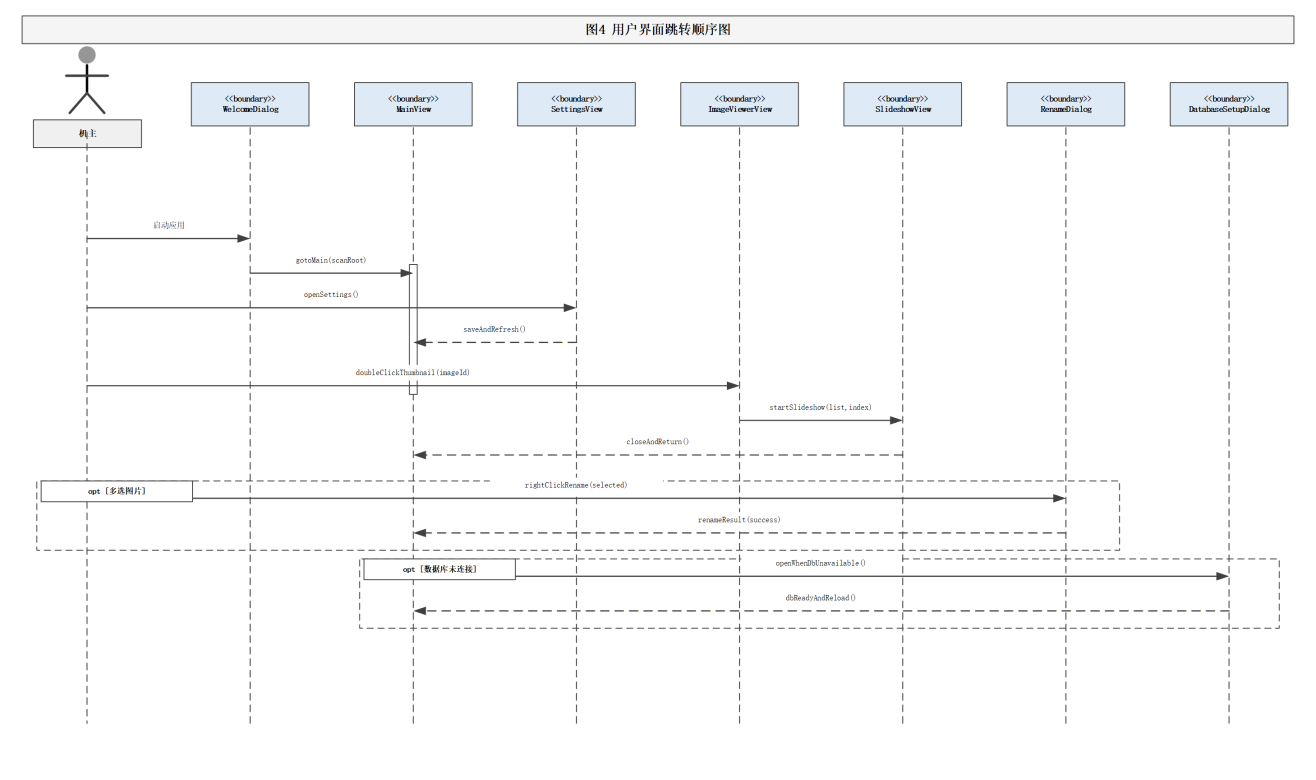 图4 用户界面跳转顺序图
<<boundary>>
WelcomeDialog
<<boundary>>
MainView
<<boundary>>
SettingsView
<<boundary>>
ImageViewerView
<<boundary>>
SlideshowView
<<boundary>>
RenameDialog
<<boundary>>
DatabaseSetupDialog
机主
启动应用
gotoMain(scanRoot)
openSettings()
saveAndRefresh()
doubleClickThumbnail(imageId)
startSlideshow(list,index)
closeAndReturn()
opt [多选图片]
rightClickRename(selected)
renameResult(success)
opt [数据库未连接]
openWhenDbUnavailable()
dbReadyAndReload()